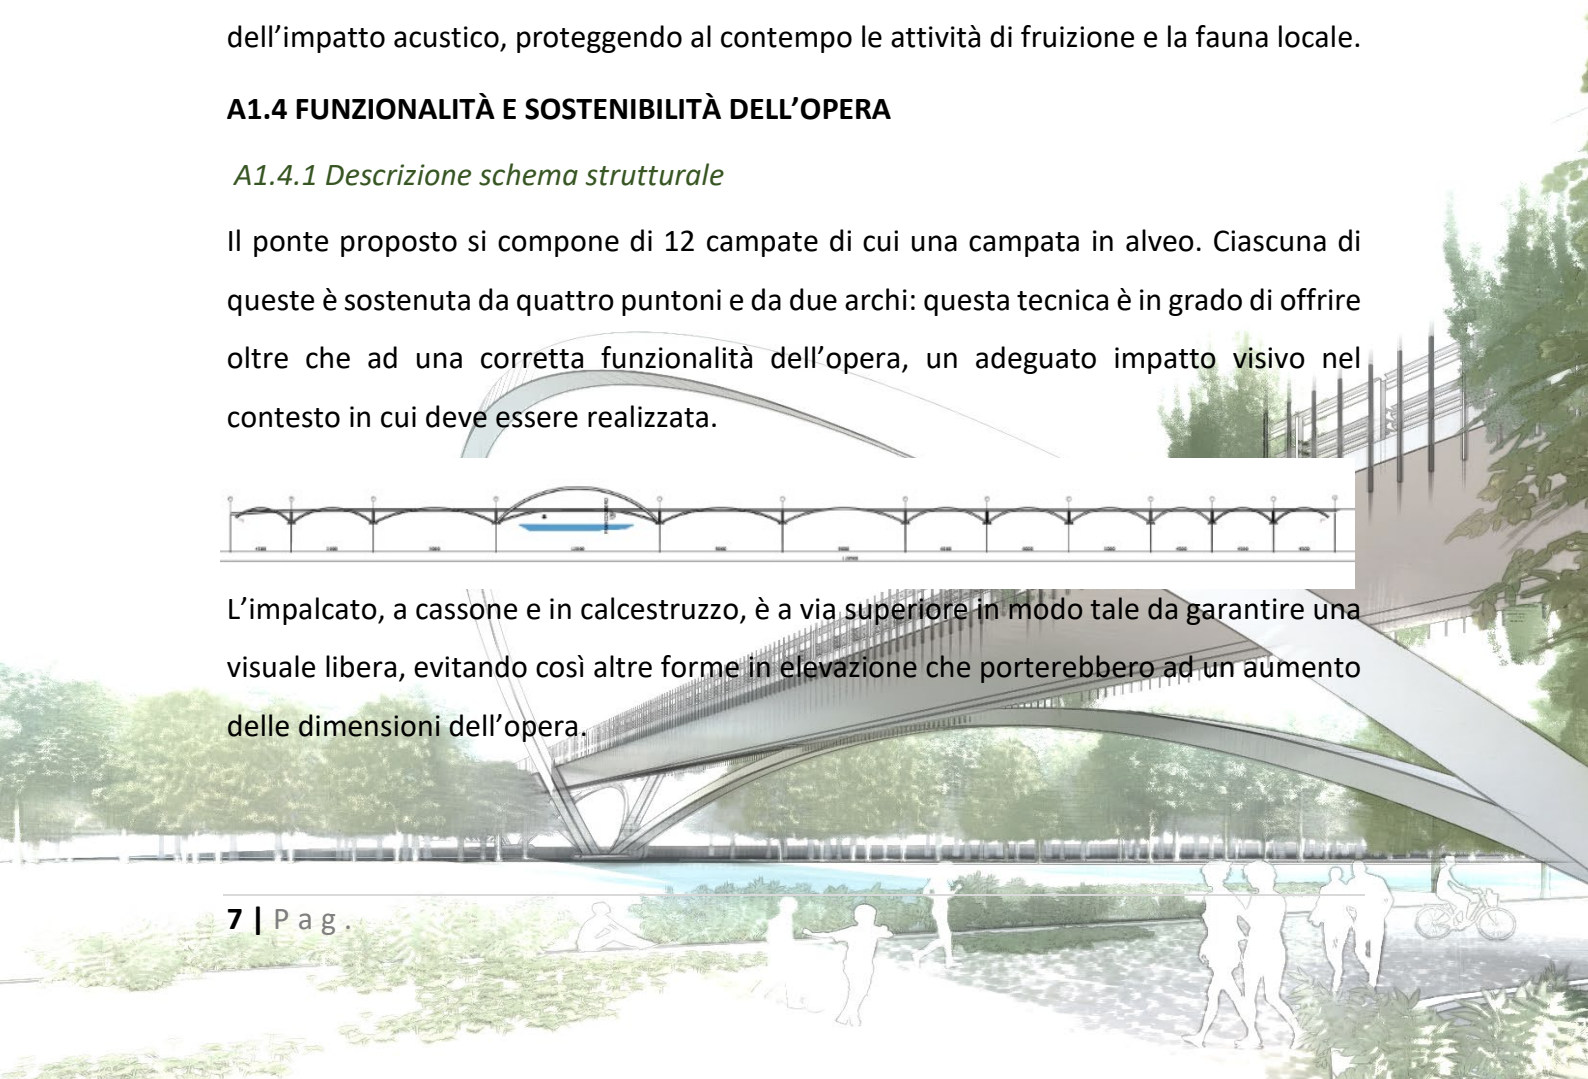 dell’impatto acustico, proteggendo al contempo le attività di fruizione e la fauna locale.
A1.4 FUNZIONALITÀ E SOSTENIBILITÀ DELL’OPERA
A1.4.1 Descrizione schema strutturale
Il ponte proposto si compone di 12 campate di cui una campata in alveo. Ciascuna di
queste è sostenuta da quattro puntoni e da due archi: questa tecnica è in grado di offrire
oltre che ad una corretta funzionalità dell’opera, un adeguato impatto visivo nel
contesto in cui deve essere realizzata.
L’impalcato, a cassone e in calcestruzzo, è a via superiore in modo tale da garantire una
visuale libera, evitando così altre forme in elevazione che porterebbero ad un aumento
delle dimensioni dell’opera.
7 | P a g .